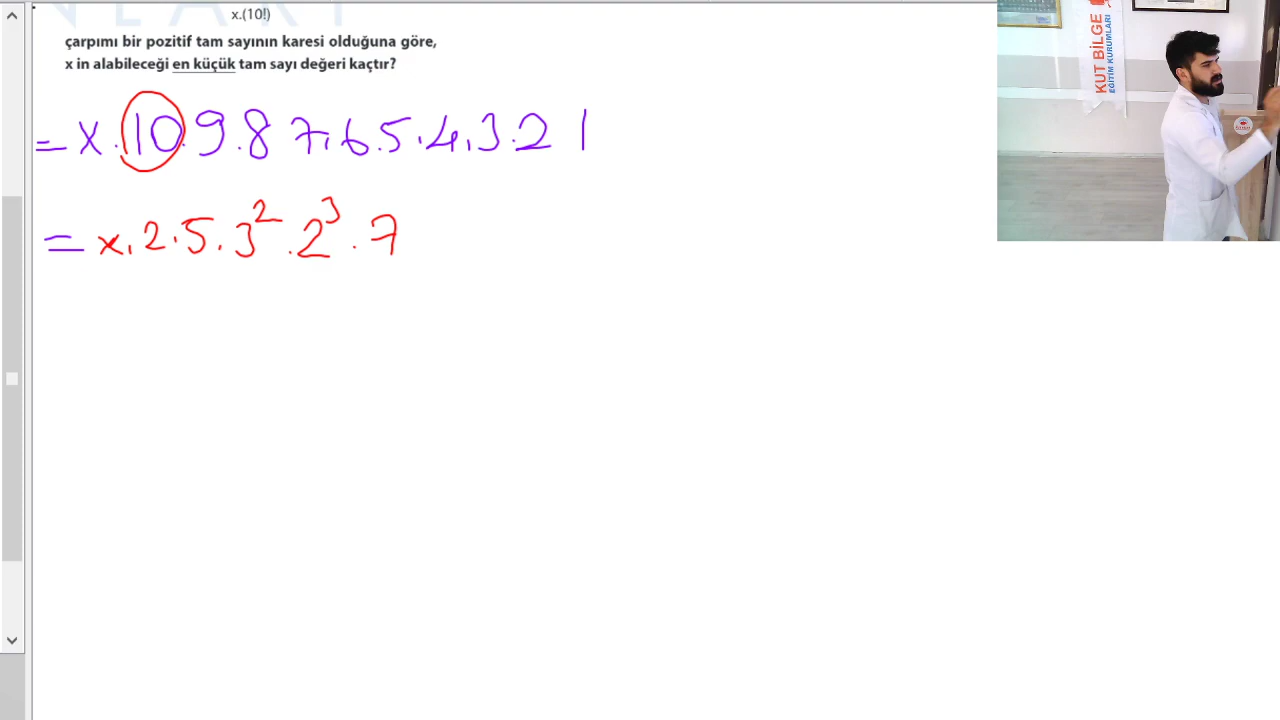 x.(10!)
çarpımı bir pozitif tam sayının karesi olduğuna göre,
x in alabileceği en küçük tam sayı değeri kaçtır?
= x.10.9.8 7.6.5.4.3.2 1
= x.2.5.3².2³.7
KUT BİLGE
EĞİTİM KURUMLARI